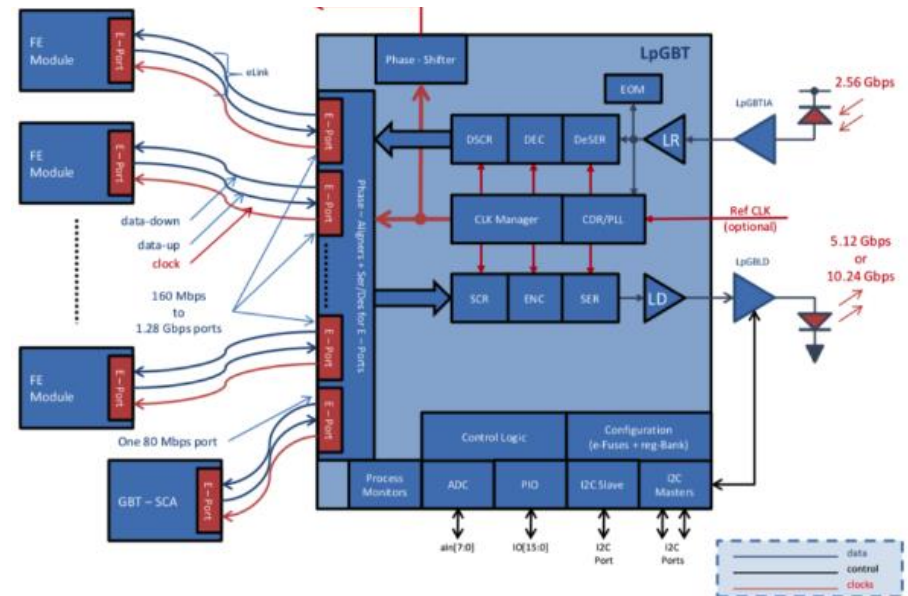 FE
Module
E – Port
eLink
FE
Module
E – Port
data-down
data-up
clock
160 Mbps
to
1.28 Gbps ports
FE
Module
E – Port
One 80 Mbps port
GBT – SCA
E – Port
E – Port
E – Port
E – Port
E – Port
Phase – Aligners + Ser/Des for E – Ports
Phase - Shifter
LpGBT
EOM
DSCR
DEC
DeSER
LR
LpGBTIA
2.56 Gbps
CLK Manager
CDR/PLL
Ref CLK
(optional)
SCR
ENC
SER
LD
LpGBLD
5.12 Gbps
or
10.24 Gbps
Control Logic
Configuration
(e-Fuses + reg-Bank)
Process
Monitors
ADC
PIO
I2C Slave
I2C
Masters
aIn[7:0]
IO[15:0]
I2C
Port
I2C
Ports
data
control
clocks